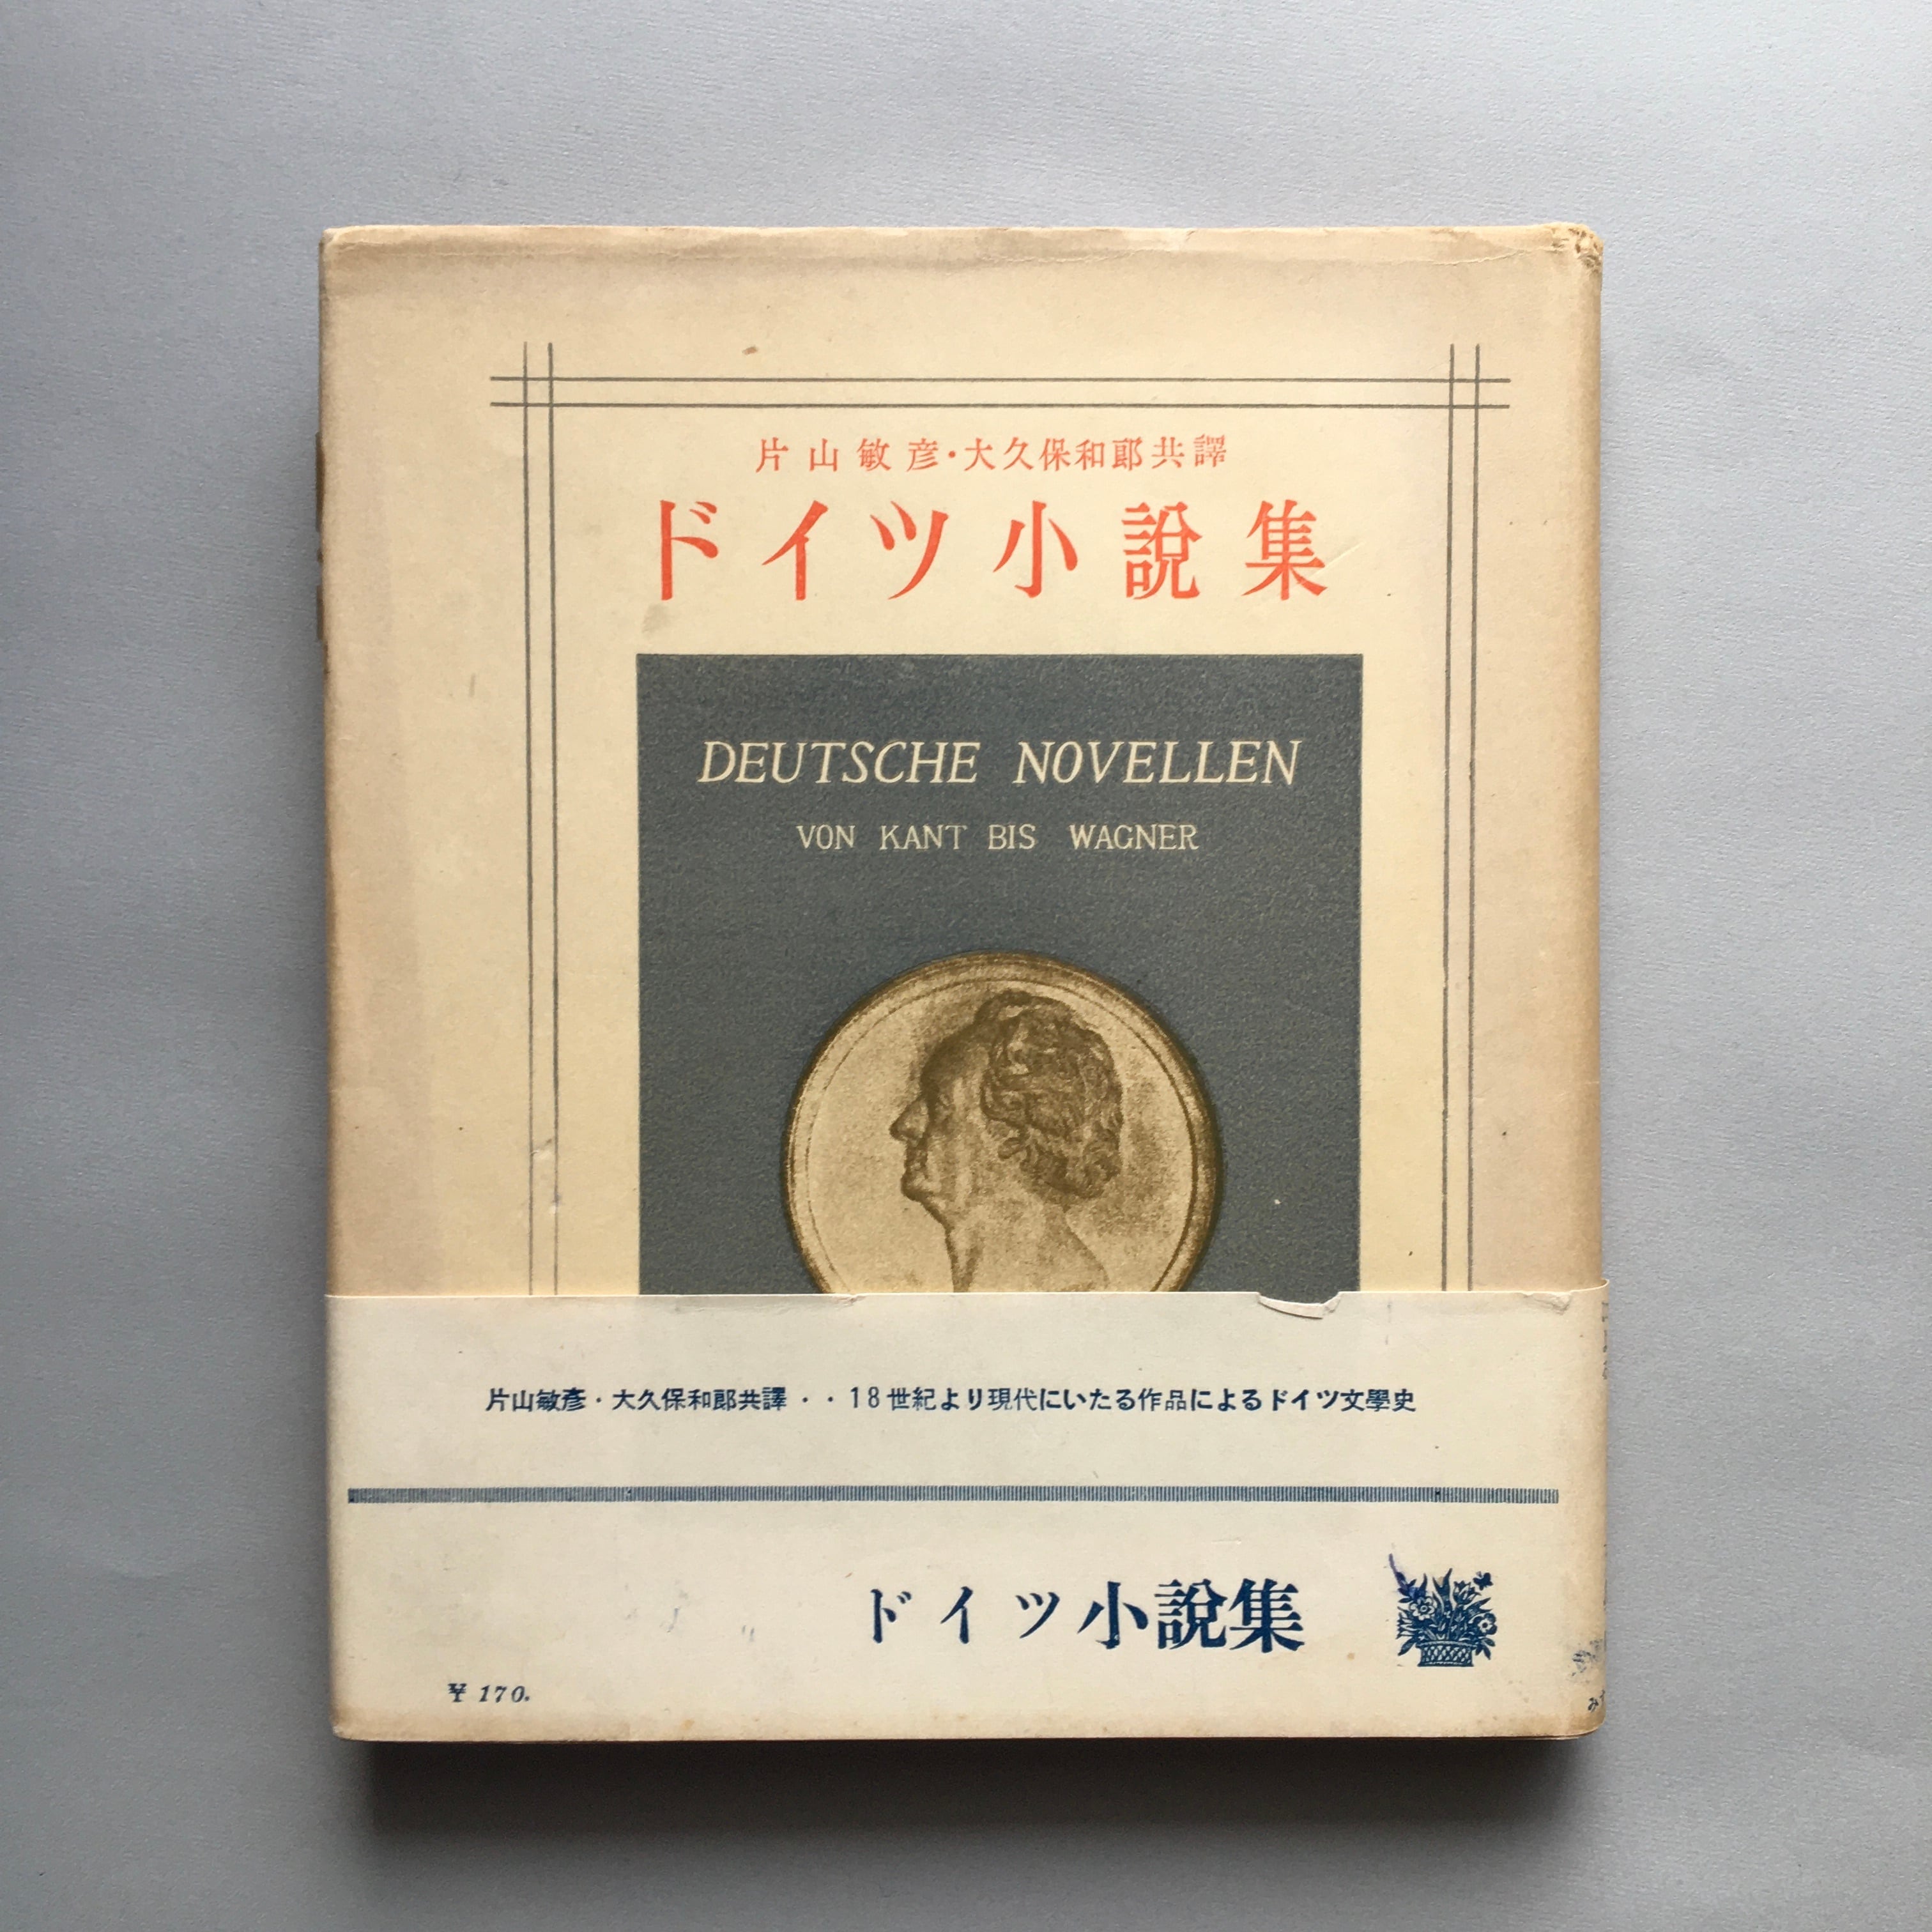 片山敏彦・大久保和郎共譯
ドイツ小說集
DEUTSCHE NOVELLEN
VON KANT BIS WAGNER
片山敏彦・大久保和郎共譯・・18世紀より現代にいたる作品によるドイツ文學史
ドイツ小說集
¥ 170.